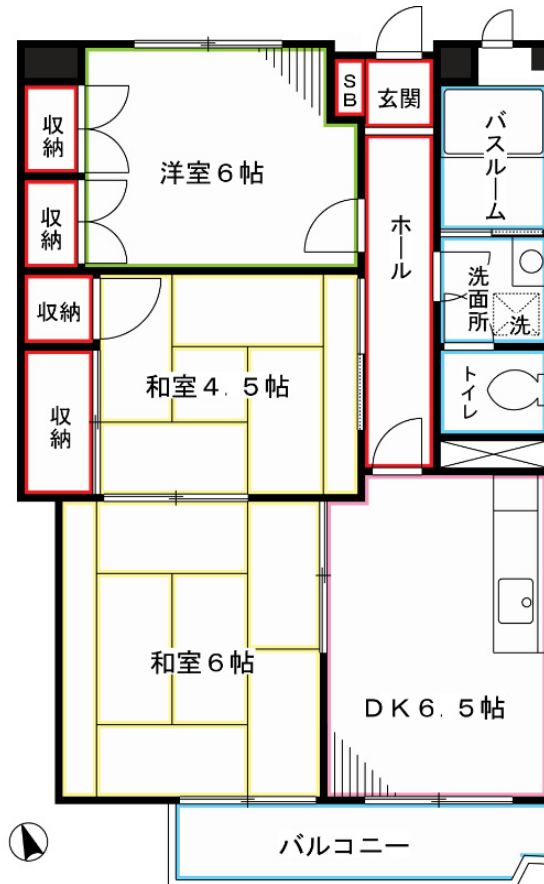 SB
玄関
収納
洋室6帖
バスルーム
収納
ホール
洗面所
洗
収納
和室4.5帖
トイレ
収納
和室6帖
DK6.5帖
バルコニー